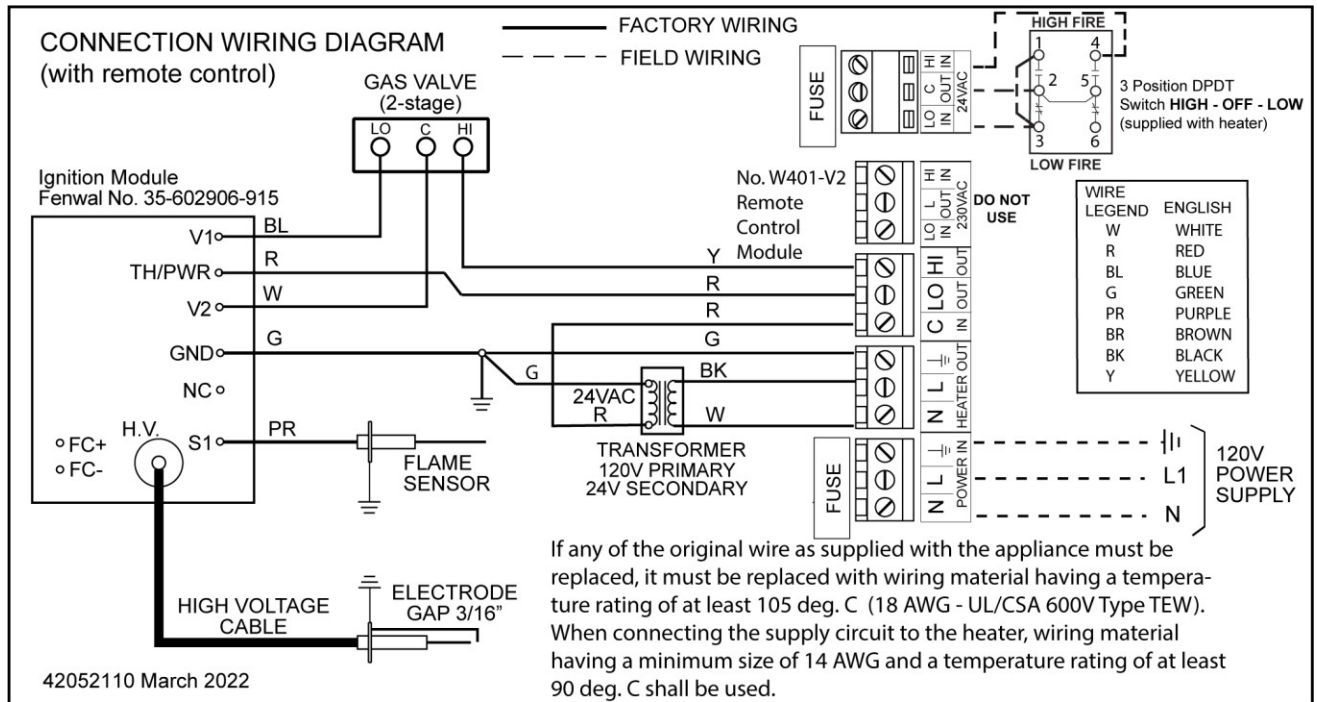 CONNECTION WIRING DIAGRAM
(with remote control)
FACTORY WIRING
FIELD WIRING
GAS VALVE
(2-stage)
LO C HI
Ignition Module
Fenwal No. 35-602906-915
V1
BL
TH/PWR
R
V2
W
GND
G
NC
FC+
FC-
H.V.
S1
PR
FLAME
SENSOR
HIGH VOLTAGE
CABLE
ELECTRODE
GAP 3/16”
G
24VAC
R
BK
W
TRANSFORMER
120V PRIMARY
24V SECONDARY
Y
R
R
G
FUSE
HI IN
C OUT
LO IN
24VAC
HIGH FIRE
1 4
2 5
3 6
LOW FIRE
3 Position DPDT
Switch HIGH - OFF - LOW
(supplied with heater)
No. W401-V2
Remote
Control
Module
HI IN
L OUT
LO IN
230VAC
DO NOT
USE
HI OUT
LO OUT
C IN
L
N
HEATER OUT
FUSE
L
N
POWER IN
L1
N
120V
POWER
SUPPLY
WIRE
LEGEND ENGLISH
W WHITE
R RED
BL BLUE
G GREEN
PR PURPLE
BR BROWN
BK BLACK
Y YELLOW
If any of the original wire as supplied with the appliance must be
replaced, it must be replaced with wiring material having a tempera-
ture rating of at least 105 deg. C (18 AWG - UL/CSA 600V Type TEW).
When connecting the supply circuit to the heater, wiring material
having a minimum size of 14 AWG and a temperature rating of at least
90 deg. C shall be used.
42052110 March 2022